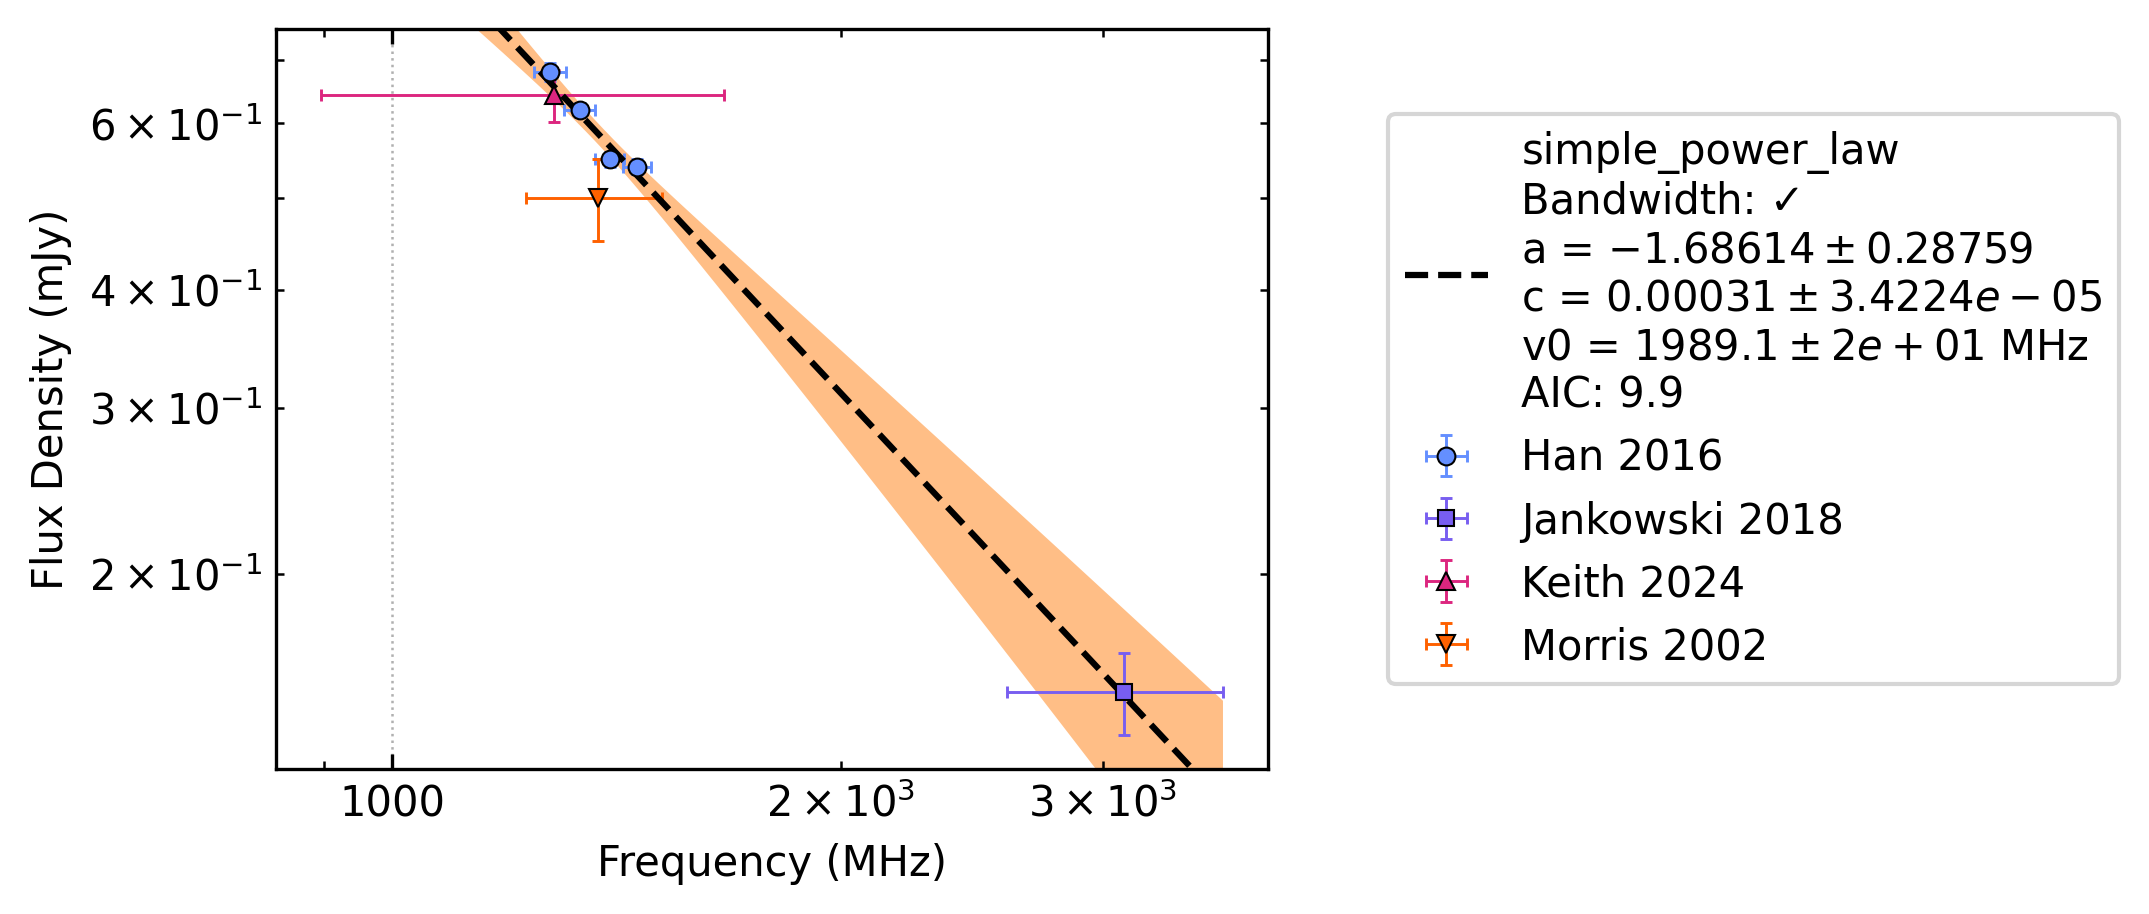 6×10⁻¹
4×10⁻¹
3×10⁻¹
2×10⁻¹
Flux Density (mJy)
1000
2×10³
3×10³
Frequency (MHz)
simple_power_law
Bandwidth: ✓
a = −1.68614 ± 0.28759
c = 0.00031 ± 3.4224e − 05
v0 = 1989.1 ± 2e + 01 MHz
AIC: 9.9
Han 2016
Jankowski 2018
Keith 2024
Morris 2002